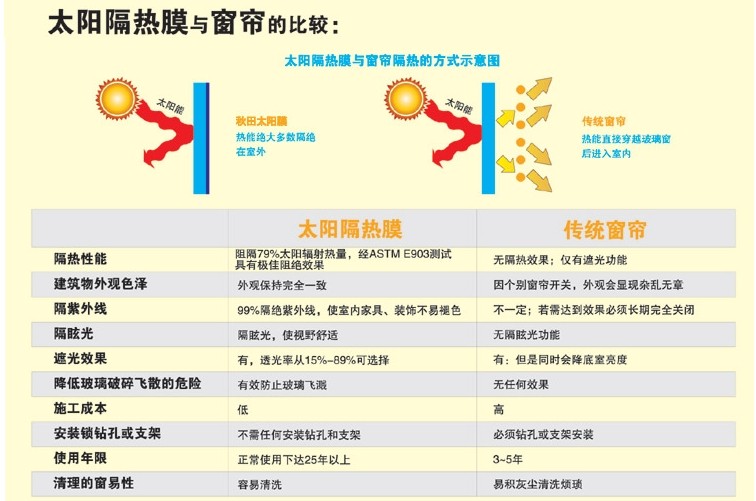 太阳隔热膜与窗帘的比较：
太阳隔热膜与窗帘隔热的方式示意图
太阳能
秋田太阳膜
热能绝大多数隔绝
在室外
太阳能
传统窗帘
热能直接穿越玻璃窗
后进入室内
太阳隔热膜 传统窗帘
隔热性能 阻隔79%太阳辐射热量，经ASTM E903测试
具有极佳阻绝效果 无隔热效果；仅有遮光功能
建筑物外观色泽 外观保持完全一致 因个别窗帘开关，外观会显现杂乱无章
隔紫外线 99%隔绝紫外线，使室内家具、装饰不易褪色 不一定；若需达到效果必须长期完全关闭
隔眩光 隔眩光，使视野舒适 无隔眩光功能
遮光效果 有，透光率从15%-89%可选择 有；但是同时会降底室亮度
降低玻璃破碎飞散的危险 有效防止玻璃飞溅 无任何效果
施工成本 低 高
安装锁钻孔或支架 不需任何安装钻孔和支架 必须钻孔或支架安装
使用年限 正常使用下达25年以上 3~5年
清理的窗易性 容易清洗 易积灰尘清洗烦琐